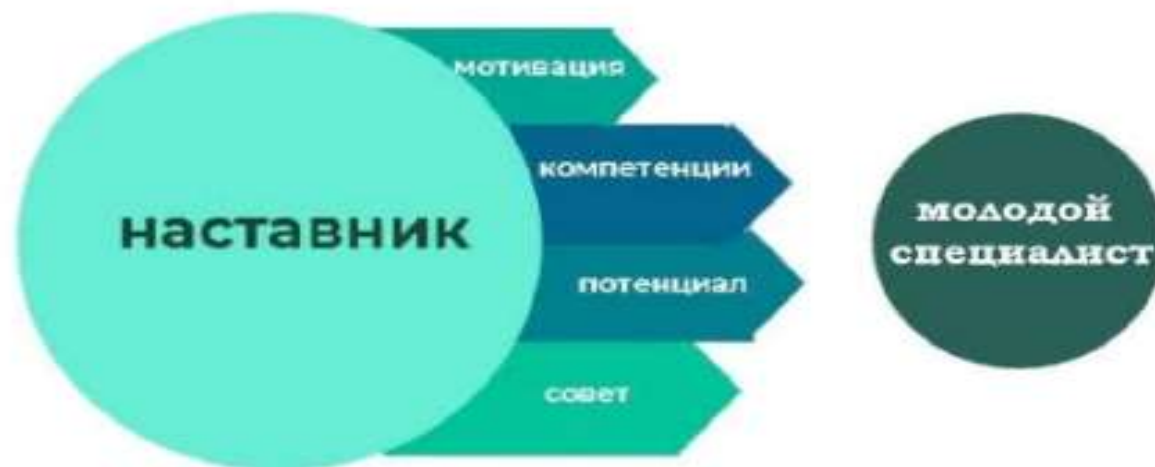 мотивация
компетенции
наставник
потенциал
совет
молодой
специалист